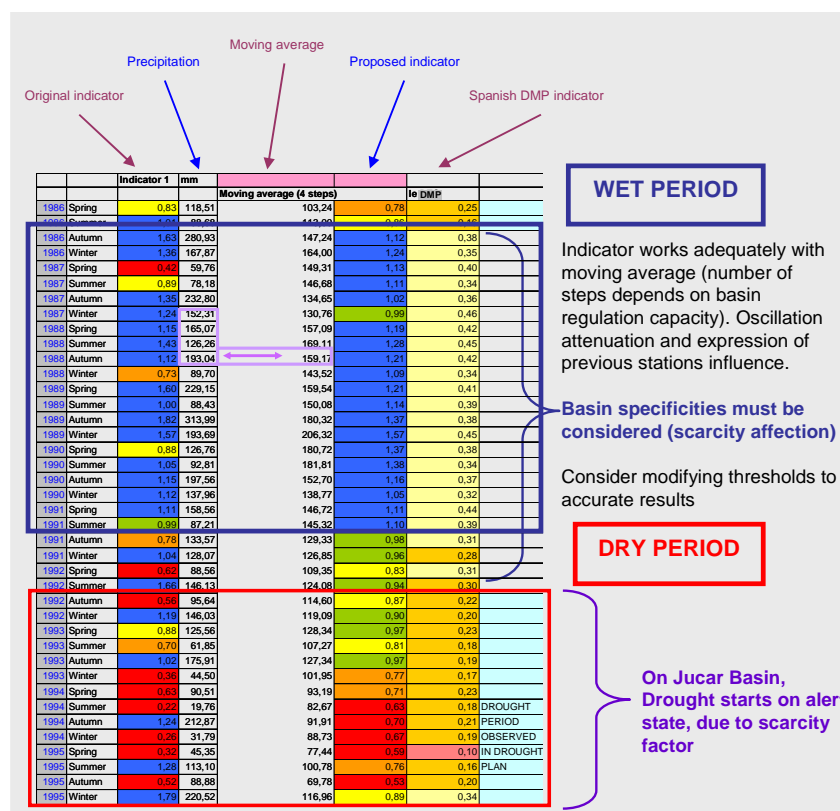 Moving average
Precipitation
Proposed indicator
Original indicator
Spanish DMP indicator
Indicator 1 mm
Moving average (4 steps) Ie DMP
1986 Spring 0,83 118,51 103,24 0,78 0,25
1986 Summer
1986 Autumn 1,63 280,93 147,24 1,12 0,38
1986 Winter 1,36 167,87 164,00 1,24 0,35
1987 Spring 0,42 59,76 149,31 1,13 0,40
1987 Summer 0,89 78,18 146,68 1,11 0,34
1987 Autumn 1,35 232,80 134,65 1,02 0,36
1987 Winter 1,24 152,31 130,76 0,99 0,46
1988 Spring 1,15 165,07 157,09 1,19 0,42
1988 Summer 1,43 126,26 169,11 1,28 0,45
1988 Autumn 1,12 193,04 159,17 1,21 0,42
1988 Winter 0,73 89,70 143,52 1,09 0,34
1989 Spring 1,60 229,15 159,54 1,21 0,41
1989 Summer 1,00 88,43 150,08 1,14 0,39
1989 Autumn 1,82 313,99 180,32 1,37 0,38
1989 Winter 1,57 193,69 206,32 1,57 0,45
1990 Spring 0,88 126,76 180,72 1,37 0,38
1990 Summer 1,05 92,81 181,81 1,38 0,34
1990 Autumn 1,15 197,56 152,70 1,16 0,37
1990 Winter 1,12 137,96 138,77 1,05 0,32
1991 Spring 1,11 158,56 146,72 1,11 0,44
1991 Summer 0,99 87,21 145,32 1,10 0,39
1991 Autumn 0,78 133,57 129,33 0,98 0,31
1991 Winter 1,04 128,07 126,85 0,96 0,28
1992 Spring 0,62 88,56 109,35 0,83 0,31
1992 Summer 1,66 146,13 124,08 0,94 0,30
1992 Autumn 0,56 95,64 114,60 0,87 0,22
1992 Winter 1,19 146,03 119,09 0,90 0,20
1993 Spring 0,88 125,56 128,34 0,97 0,23
1993 Summer 0,70 61,85 107,27 0,81 0,18
1993 Autumn 1,02 175,91 127,34 0,97 0,19
1993 Winter 0,36 44,50 101,95 0,77 0,17
1994 Spring 0,63 90,51 93,19 0,71 0,23
1994 Summer 0,22 19,76 82,67 0,63 0,18 DROUGHT
1994 Autumn 1,24 212,87 91,91 0,70 0,21 PERIOD
1994 Winter 0,26 31,79 88,73 0,67 0,19 OBSERVED
1995 Spring 0,32 45,35 77,44 0,59 0,10 IN DROUGHT
1995 Summer 1,28 113,10 100,78 0,76 0,16 PLAN
1995 Autumn 0,52 88,88 69,78 0,53 0,20
1995 Winter 1,79 220,52 116,96 0,89 0,34
WET PERIOD
Indicator works adequately with
moving average (number of
steps depends on basin
regulation capacity). Oscillation
attenuation and expression of
previous stations influence.
Basin specificities must be
considered (scarcity affection)
Consider modifying thresholds to
accurate results
DRY PERIOD
On Jucar Basin,
Drought starts on aler
state, due to scarcity
factor